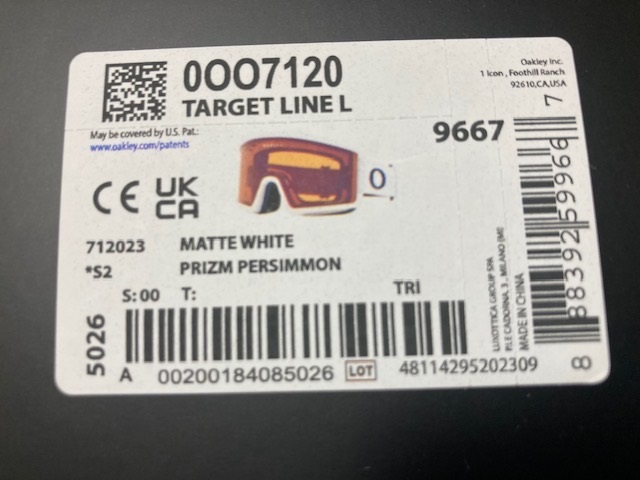 0OO7120
TARGET LINE L
Oakley Inc.
1 Icon, Foothill Ranch
92610,CA,USA
May be covered by U.S. Pat.:
www.oakley.com/patents
9667
CE UK
CA
O
712023 MATTE WHITE
*S2 PRIZM PERSIMMON
S: 00 T: TRI
5026
A 00200184085026 LOT 48114295202309
LUXOTTICA GROUP SPA
P.LE CADORNA, 3 , MILANO (MI)
MADE IN CHINA
8 8839259966 7